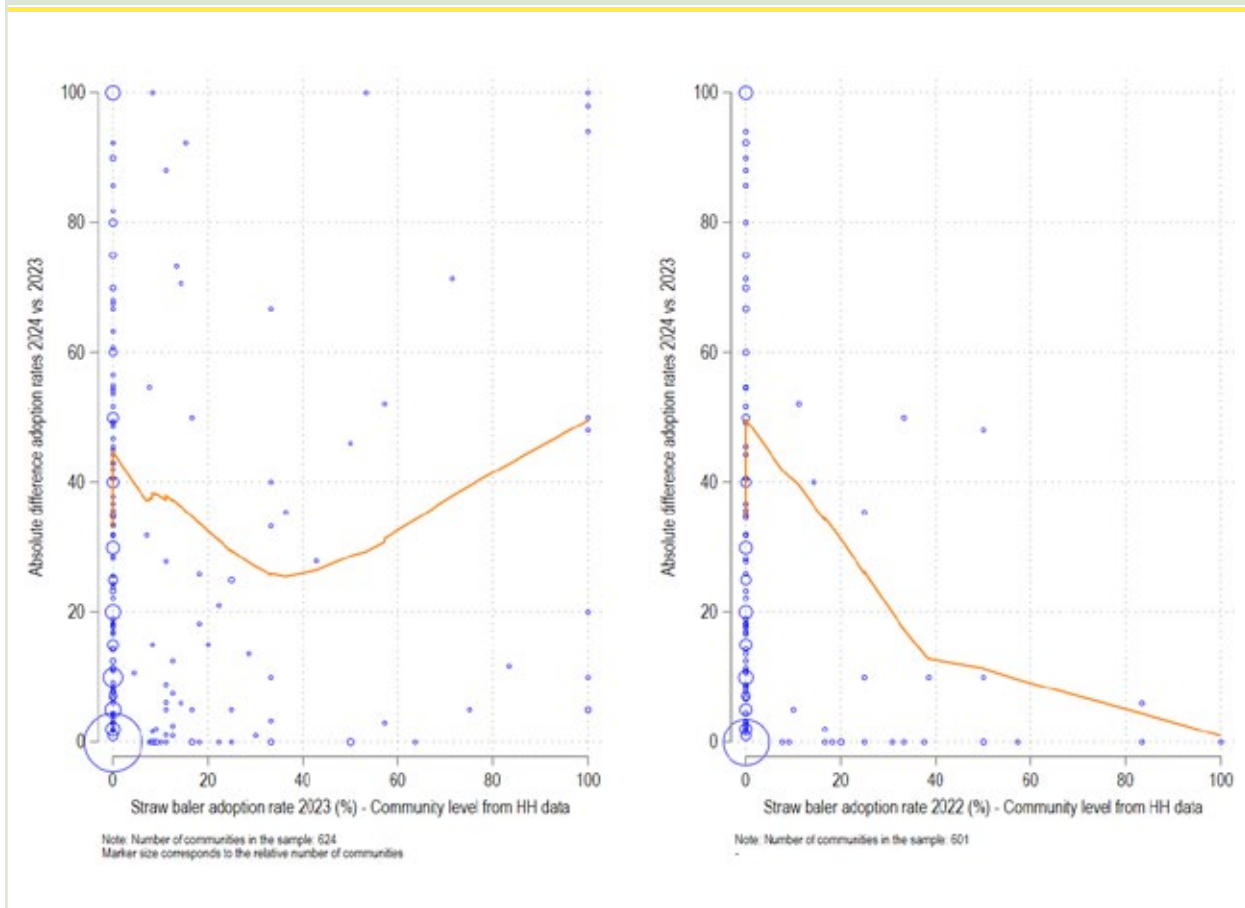 Absolute difference adoption rates 2024 vs. 2023
100
80
60
40
20
0
0 20 40 60 80 100
Straw baler adoption rate 2023 (%) - Community level from HH data
Note: Number of communities in the sample: 624
Marker size corresponds to the relative number of communities
Absolute difference adoption rates 2024 vs. 2023
100
80
60
40
20
0
0 20 40 60 80 100
Straw baler adoption rate 2022 (%) - Community level from HH data
Note: Number of communities in the sample: 601
-